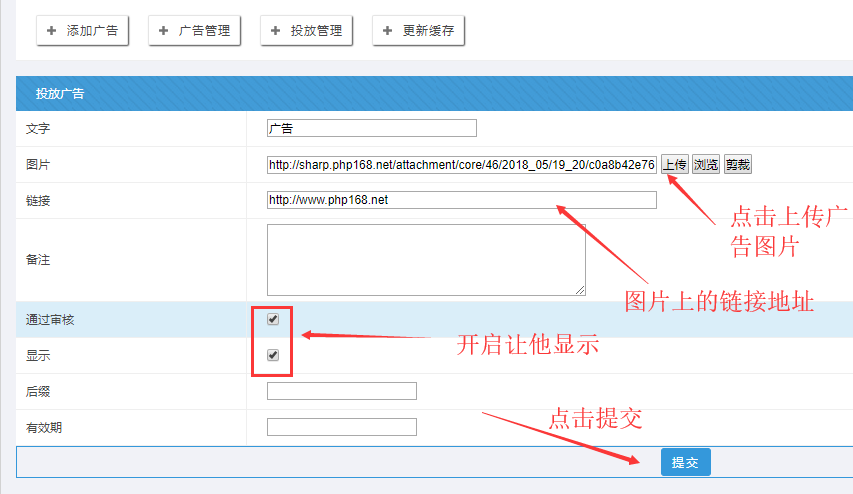 添加广告 广告管理 投放管理 更新缓存
投放广告
文字 广告
图片 http://sharp.php168.net/attachment/core/46/2018_05/19_20/c0a8b42e76 上传 浏览 剪裁
链接 http://www.php168.net
点击上传广
告图片
备注
图片上的链接地址
通过审核
开启让他显示
显示
后缀
点击提交
有效期
提交